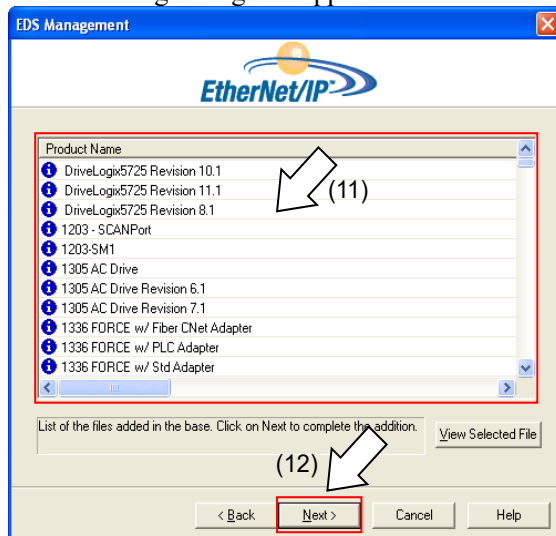 EDS Management
EtherNet/IP
Product Name
DriveLogix5725 Revision 10.1
DriveLogix5725 Revision 11.1
(11)
DriveLogix5725 Revision 8.1
1203 - SCANPort
1203-SM1
1305 AC Drive
1305 AC Drive Revision 6.1
1305 AC Drive Revision 7.1
1336 FORCE w/ Fiber CNet Adapter
1336 FORCE w/ PLC Adapter
1336 FORCE w/ Std Adapter
List of the files added in the base. Click on Next to complete the addition.
View Selected File
(12)
< Back
Next >
Cancel
Help